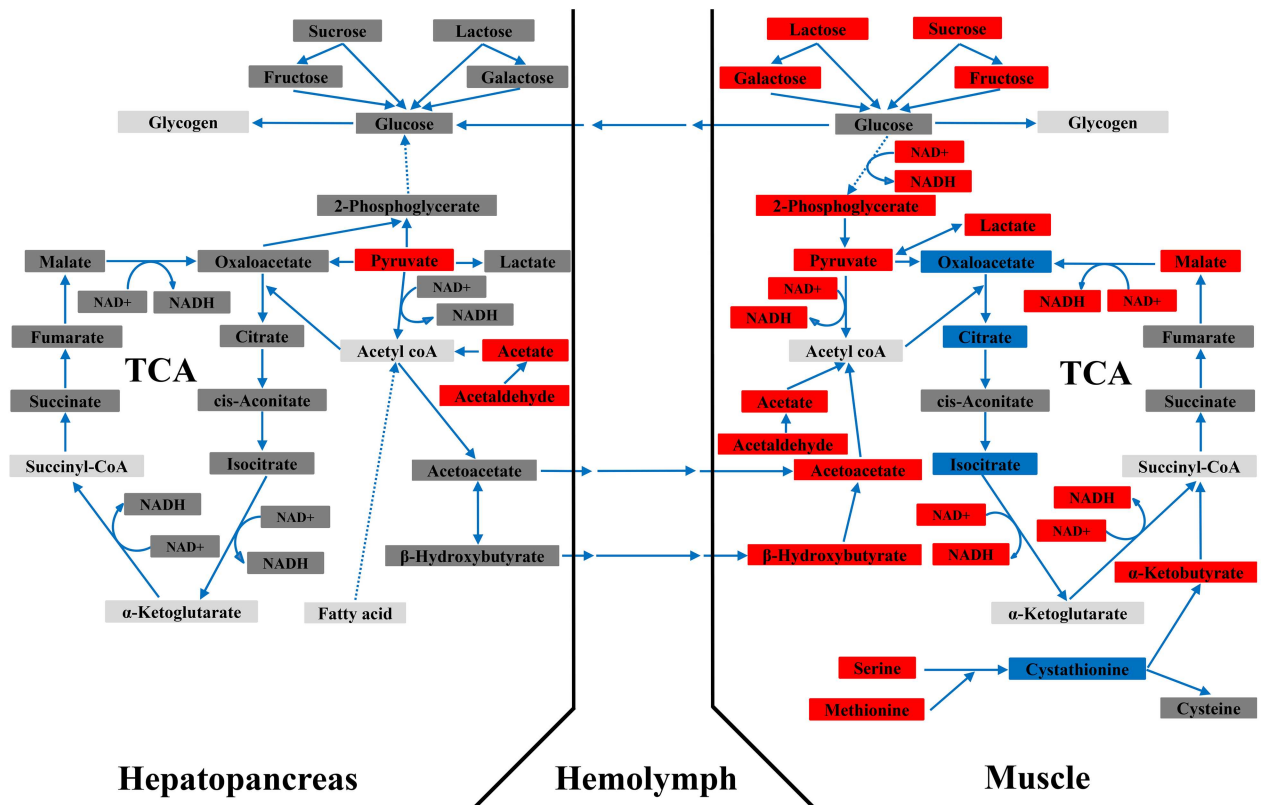 Sucrose
Lactose
Fructose
Galactose
Glycogen
Glucose
2-Phosphoglycerate
Malate
Oxaloacetate
Pyruvate
Lactate
NAD+
NADH
NAD+
NADH
Fumarate
Citrate
Acetyl coA
Acetate
TCA
Acetaldehyde
Succinate
cis-Aconitate
Succinyl-CoA
Isocitrate
Acetoacetate
NADH
NAD+
NAD+
NADH
β-Hydroxybutyrate
α-Ketoglutarate
Fatty acid
Hepatopancreas
Hemolymph
Lactose
Sucrose
Galactose
Fructose
Glucose
Glycogen
NAD+
NADH
2-Phosphoglycerate
Lactate
Pyruvate
Oxaloacetate
Malate
NAD+
NADH
NADH
NAD+
Acetyl coA
Citrate
Fumarate
TCA
Acetate
cis-Aconitate
Succinate
Acetaldehyde
Acetoacetate
Isocitrate
Succinyl-CoA
NADH
NAD+
NAD+
NADH
β-Hydroxybutyrate
α-Ketobutyrate
α-Ketoglutarate
Serine
Cystathionine
Methionine
Cysteine
Muscle